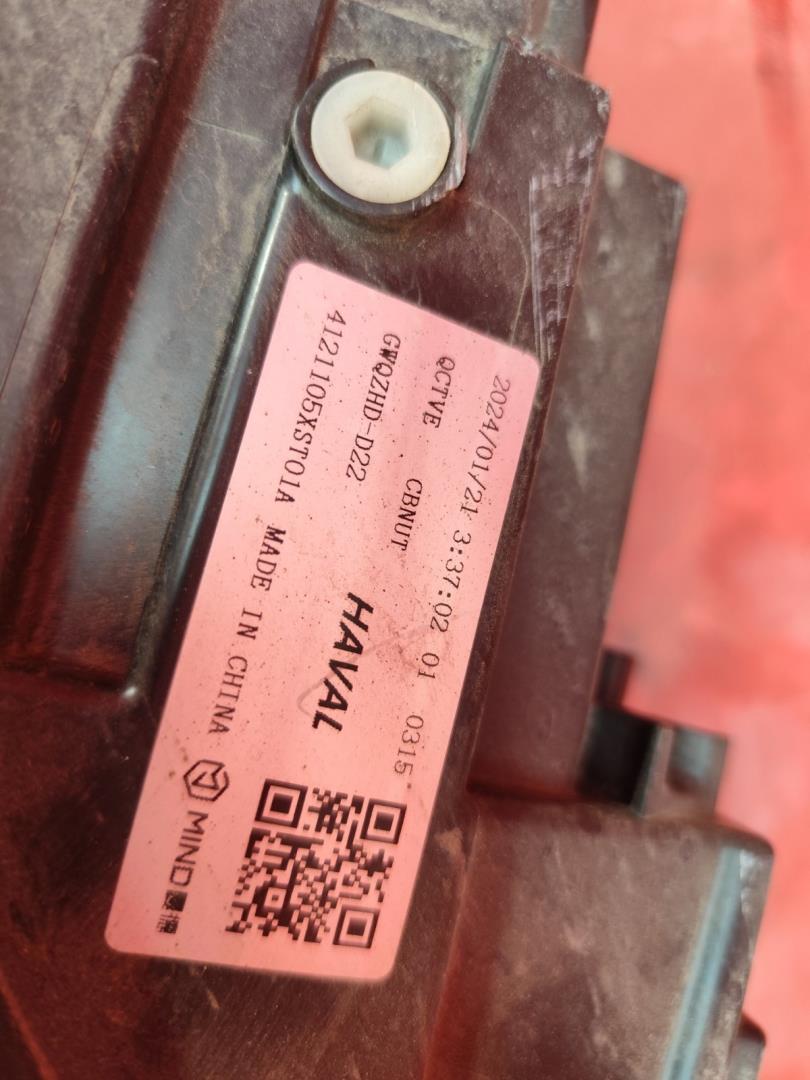 2024/01/21 3:37:02 01 0315
QCTVE CBNUT
GWQZHD-D22 HAVAL
4121105XST01A MADE IN CHINA
MIND